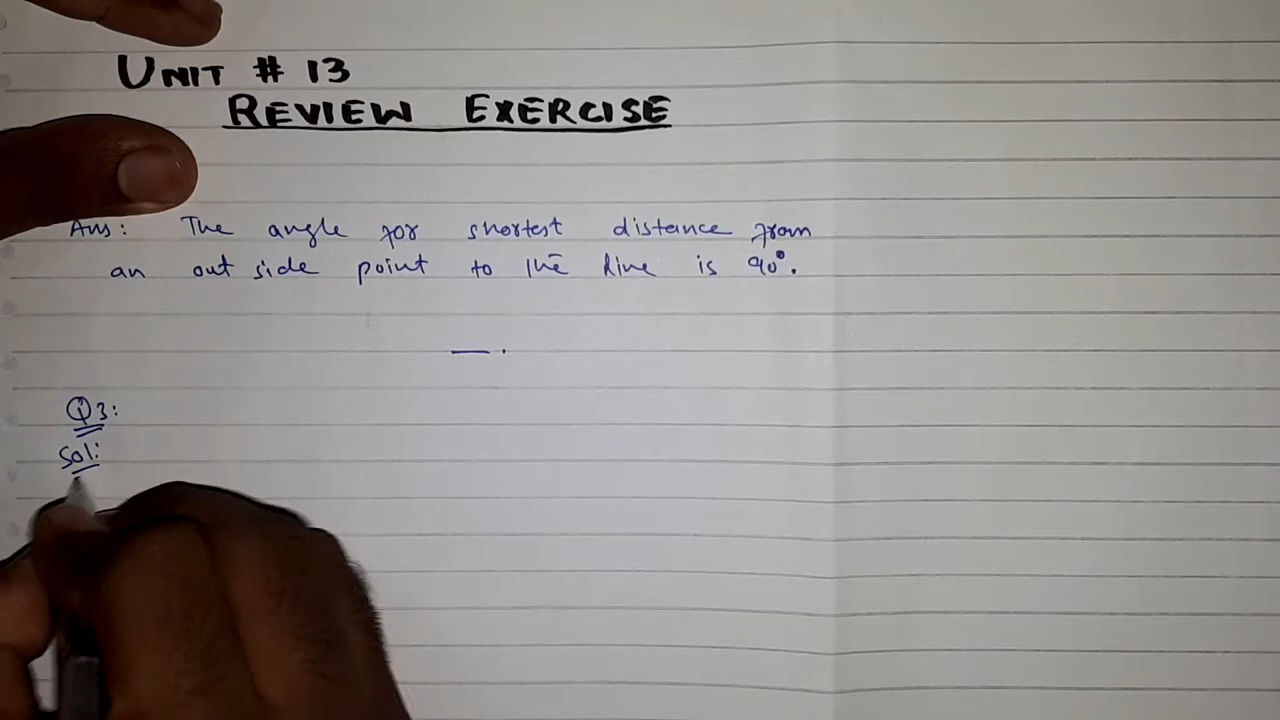 UNIT # 13
REVIEW EXERCISE
Ans: The angle for shortest distance from
an out side point to the line is 90°.
Q3:
Sol: